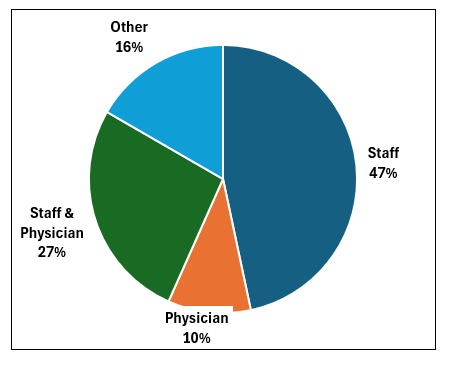 Other
16%
Staff
47%
Staff &
Physician
27%
Physician
10%